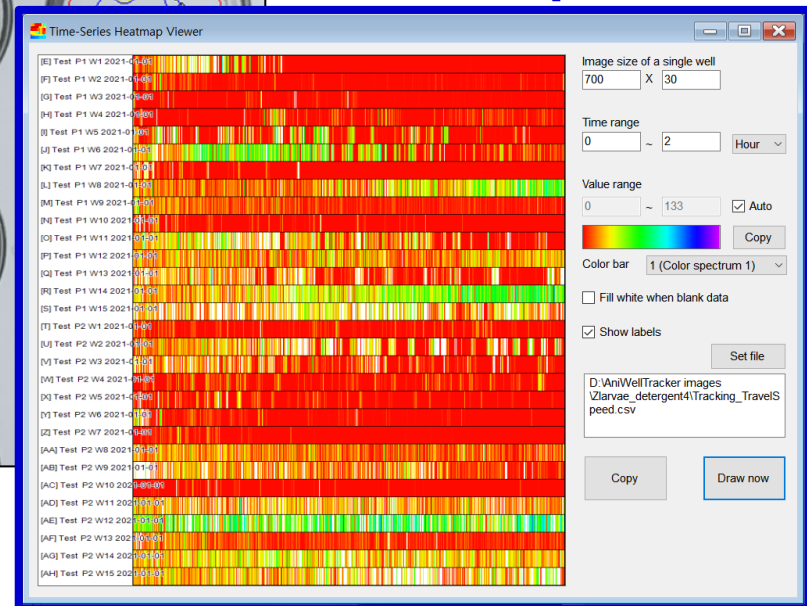 Time-Series Heatmap Viewer
[E] Test P1 W1 2021-01-01
[F] Test P1 W2 2021-01-01
[G] Test P1 W3 2021-01-01
[H] Test P1 W4 2021-01-01
[I] Test P1 W5 2021-01-01
[J] Test P1 W6 2021-01-01
[K] Test P1 W7 2021-01-01
[L] Test P1 W8 2021-01-01
[M] Test P1 W9 2021-01-01
[N] Test P1 W10 2021-01-01
[O] Test P1 W11 2021-01-01
[P] Test P1 W12 2021-01-01
[Q] Test P1 W13 2021-01-01
[R] Test P1 W14 2021-01-01
[S] Test P1 W15 2021-01-01
[T] Test P2 W1 2021-01-01
[U] Test P2 W2 2021-01-01
[V] Test P2 W3 2021-01-01
[W] Test P2 W4 2021-01-01
[X] Test P2 W5 2021-01-01
[Y] Test P2 W6 2021-01-01
[Z] Test P2 W7 2021-01-01
[AA] Test P2 W8 2021-01-01
[AB] Test P2 W9 2021-01-01
[AC] Test P2 W10 2021-01-01
[AD] Test P2 W11 2021-01-01
[AE] Test P2 W12 2021-01-01
[AF] Test P2 W13 2021-01-01
[AG] Test P2 W14 2021-01-01
[AH] Test P2 W15 2021-01-01
Image size of a single well
700 X 30
Time range
0 ~ 2 Hour
Value range
0 ~ 133 Auto
Copy
Color bar 1 (Color spectrum 1)
Fill white when blank data
Show labels
Set file
D:\AniWellTracker images
\Zlarvae_detergent4\Tracking_TravelS
peed.csv
Copy Draw now